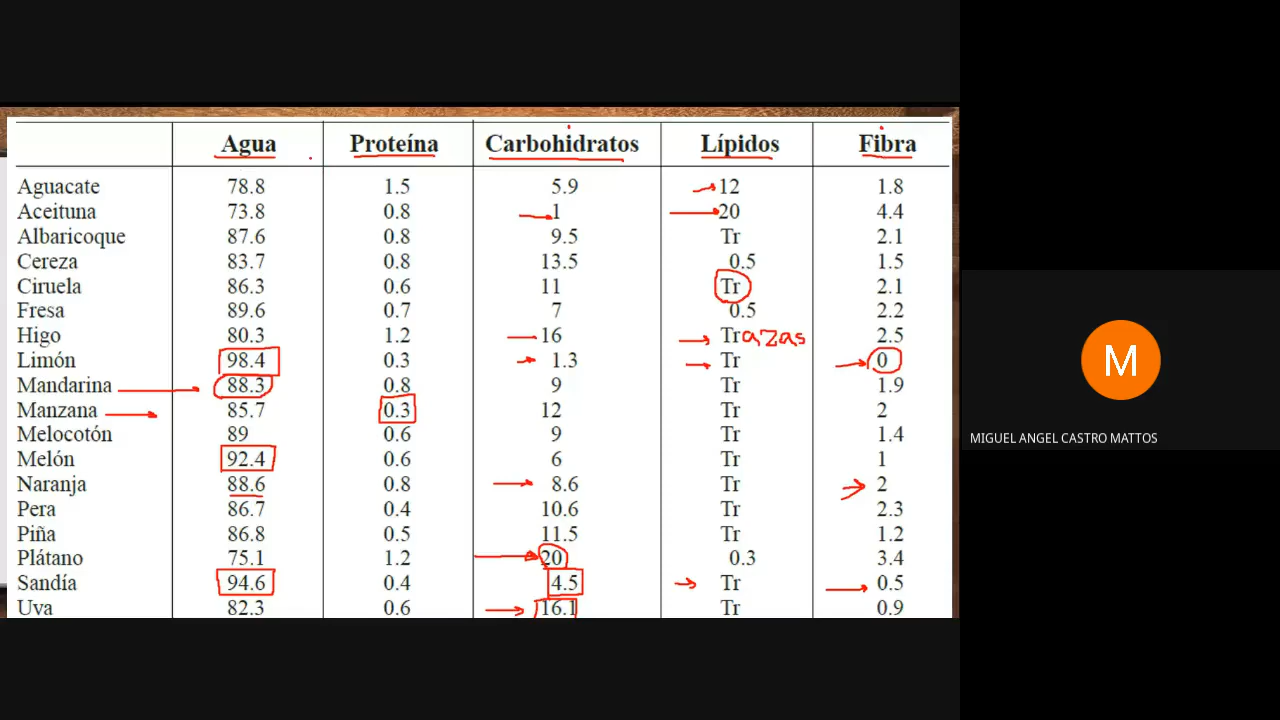 Agua Proteína Carbohidratos Lípidos Fibra
Aguacate 78.8 1.5 5.9 12 1.8
Aceituna 73.8 0.8 1 20 4.4
Albaricoque 87.6 0.8 9.5 Tr 2.1
Cereza 83.7 0.8 13.5 0.5 1.5
Ciruela 86.3 0.6 11 Tr 2.1
Fresa 89.6 0.7 7 0.5 2.2
Higo 80.3 1.2 16 Trazas 2.5
Limón 98.4 0.3 1.3 Tr 0
Mandarina 88.3 0.8 9 Tr 1.9
Manzana 85.7 0.3 12 Tr 2
Melocotón 89 0.6 9 Tr 1.4
Melón 92.4 0.6 6 Tr 1
Naranja 88.6 0.8 8.6 Tr 2
Pera 86.7 0.4 10.6 Tr 2.3
Piña 86.8 0.5 11.5 Tr 1.2
Plátano 75.1 1.2 20 0.3 3.4
Sandía 94.6 0.4 4.5 Tr 0.5
Uva 82.3 0.6 16.1 Tr 0.9
M
MIGUEL ANGEL CASTRO MATTOS